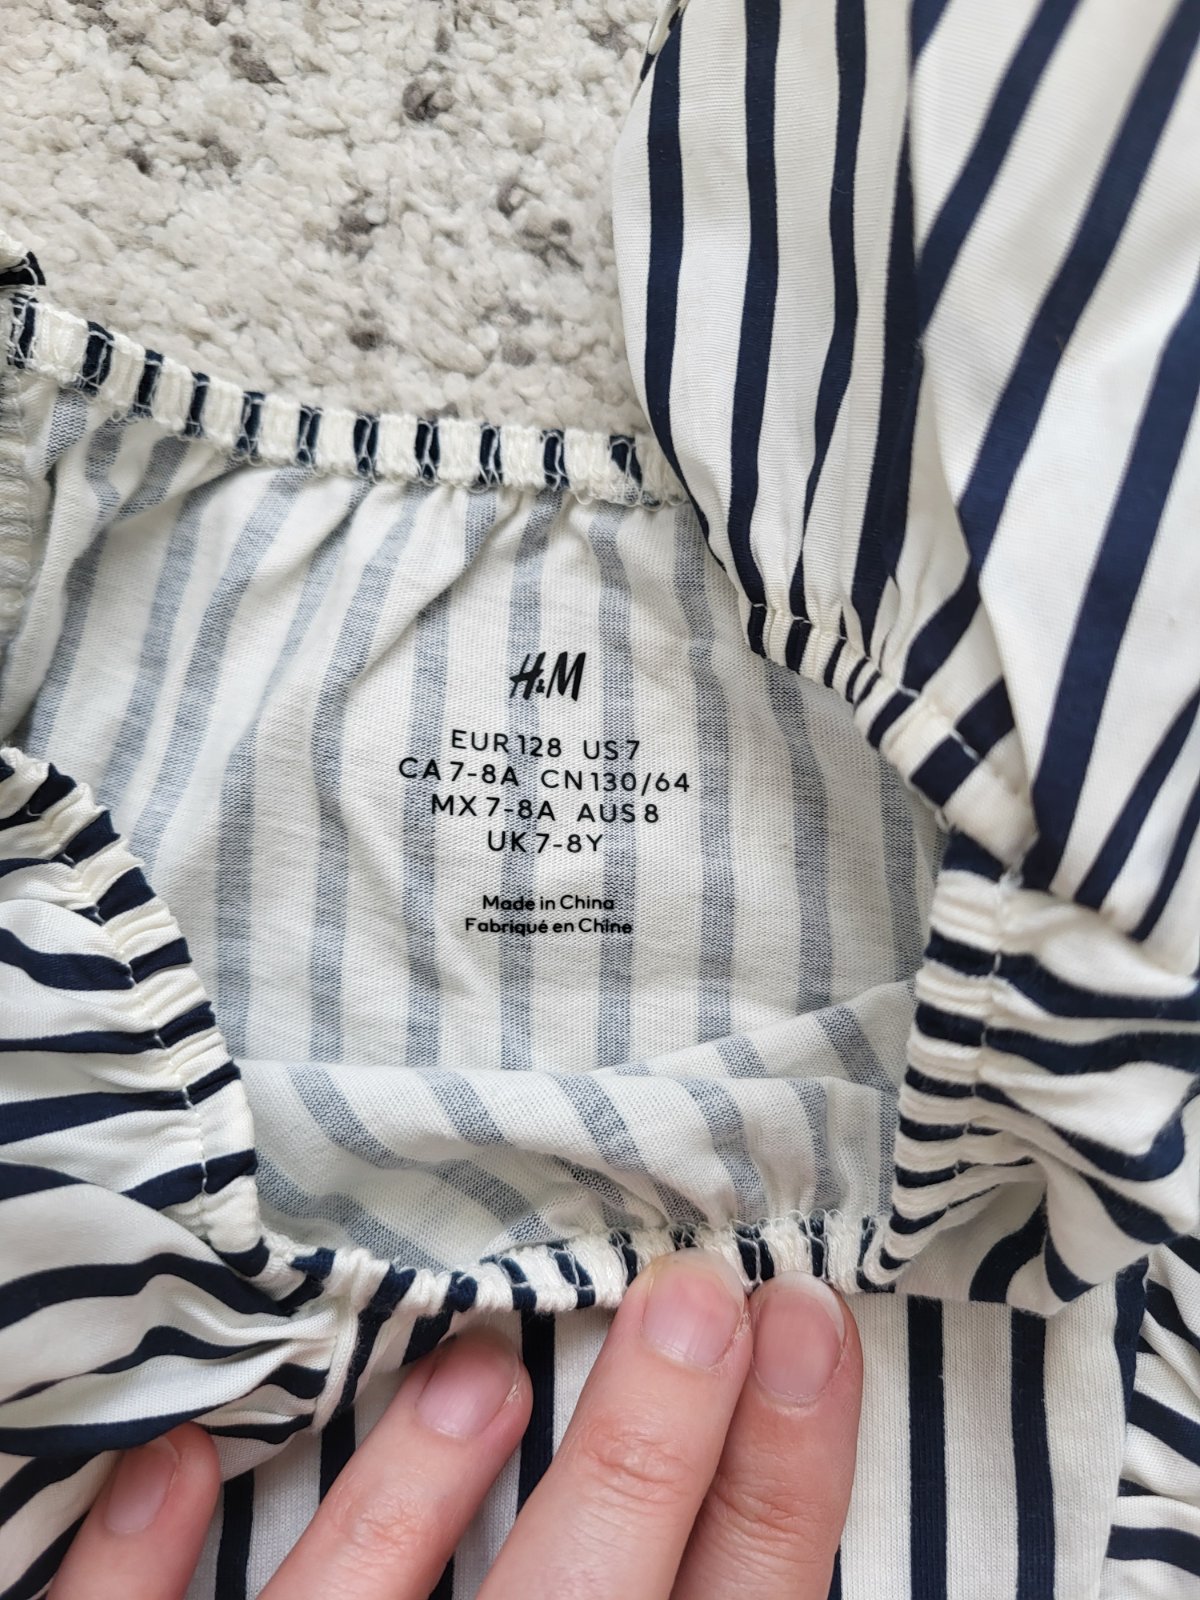 H&M
EUR 128 US 7
CA 7-8A CN 130/64
MX 7-8A AUS 8
UK 7-8Y
Made in China
Fabriqué en Chine